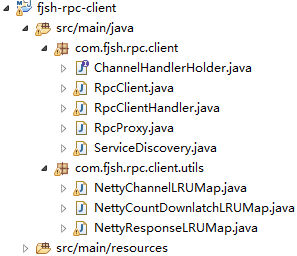 fjsh-rpc-client
src/main/java
com.fjsh.rpc.client
ChannelHandlerHolder.java
RpcClient.java
RpcClientHandler.java
RpcProxy.java
ServiceDiscovery.java
com.fjsh.rpc.client.utils
NettyChannelLRUMap.java
NettyCountDownlatchLRUMap.java
NettyResponseLRUMap.java
src/main/resources